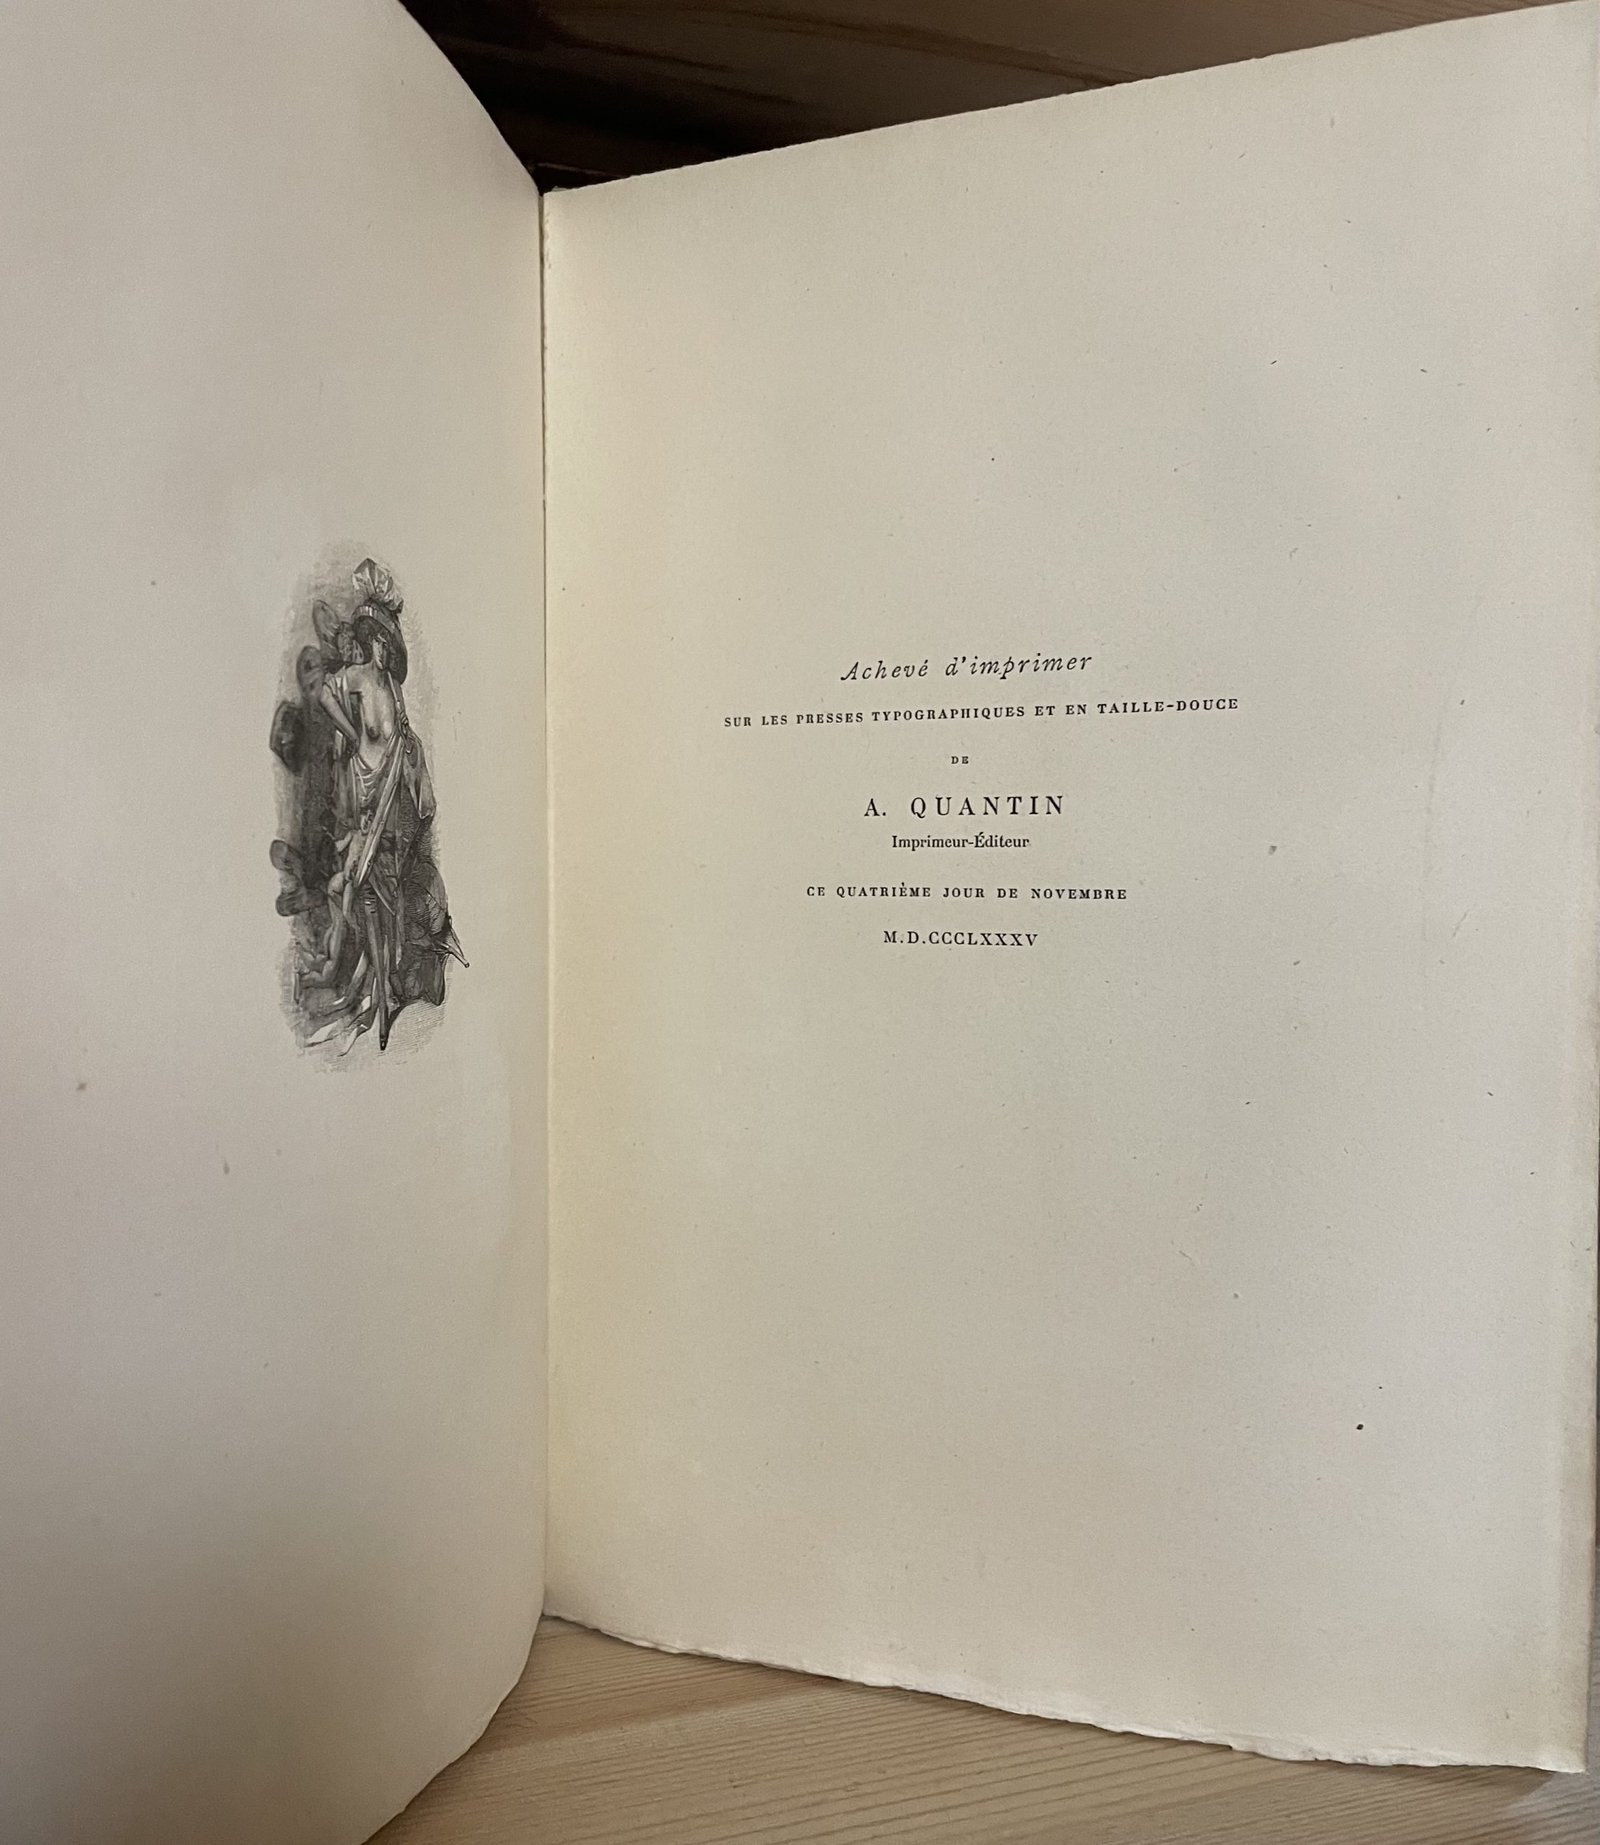 Achevé d'imprimer
SUR LES PRESSES TYPOGRAPHIQUES ET EN TAILLE-DOUCE
DE
A. QUANTIN
Imprimeur-Éditeur
CE QUATRIÈME JOUR DE NOVEMBRE
M.D.CCCLXXXV